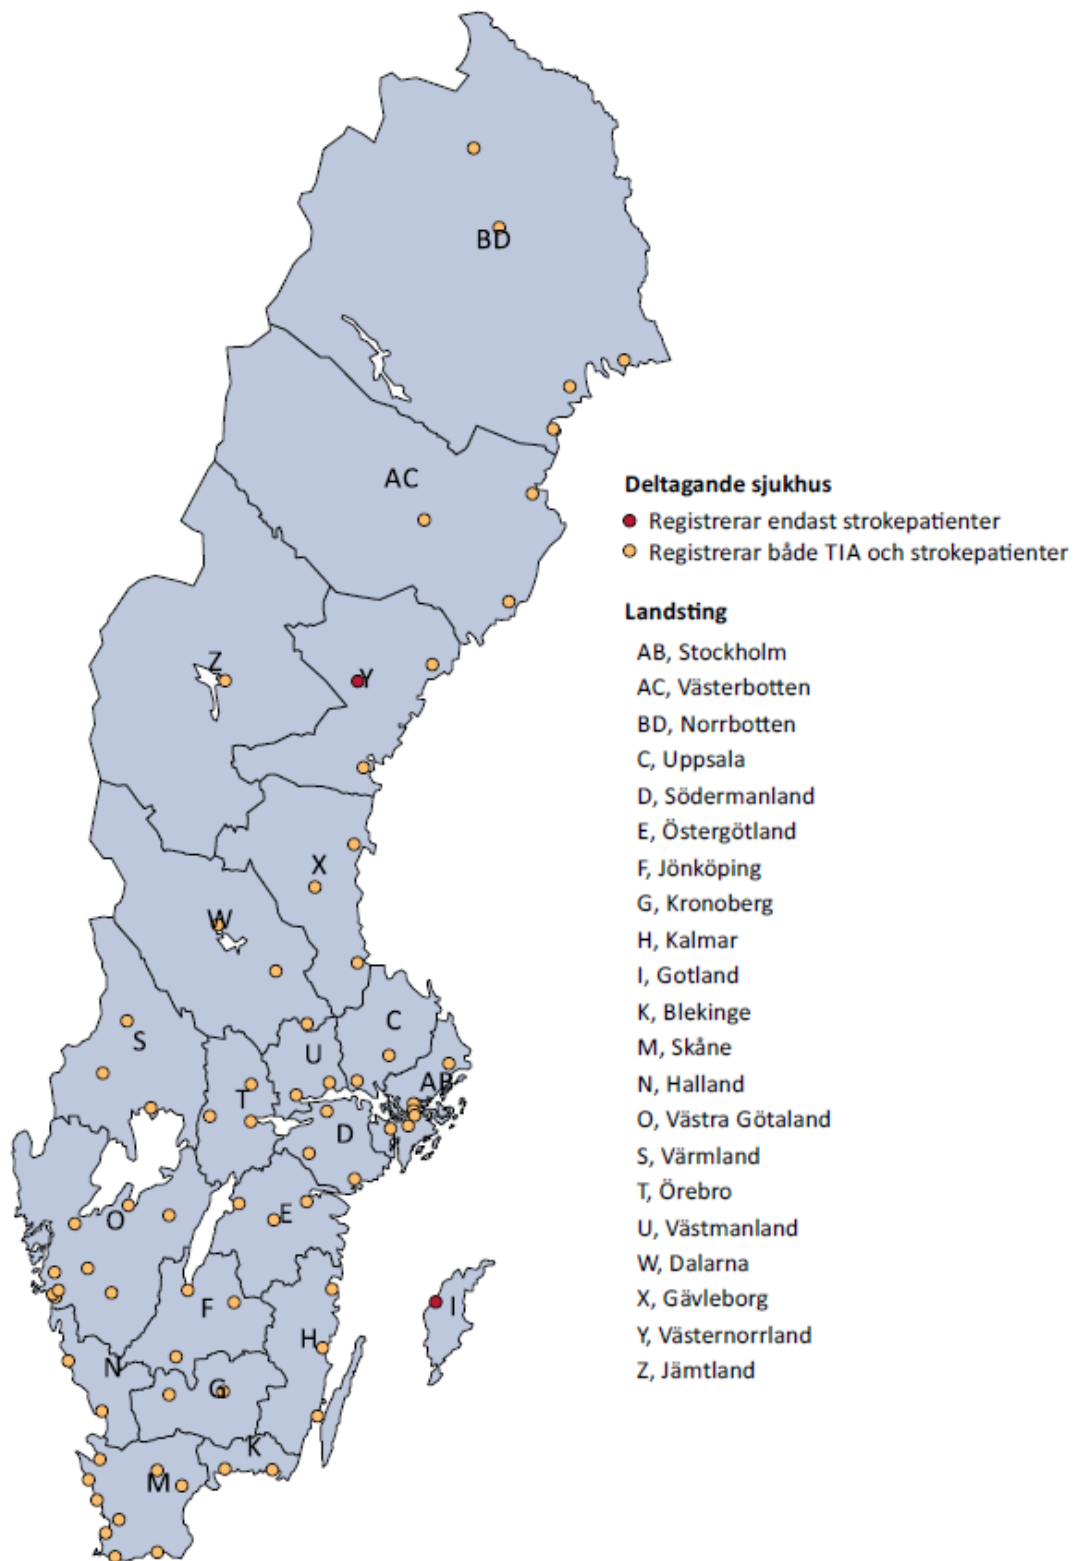 BD
AC
Z
Y
X
W
S
C
U
AB
T
D
O
E
F
I
H
N
G
K
M
Deltagande sjukhus
Registrerar endast strokepatienter
Registrerar både TIA och strokepatienter
Landsting
AB, Stockholm
AC, Västerbotten
BD, Norrbotten
C, Uppsala
D, Södermanland
E, Östergötland
F, Jönköping
G, Kronoberg
H, Kalmar
I, Gotland
K, Blekinge
M, Skåne
N, Halland
O, Västra Götaland
S, Värmland
T, Örebro
U, Västmanland
W, Dalarna
X, Gävleborg
Y, Västernorrland
Z, Jämtland